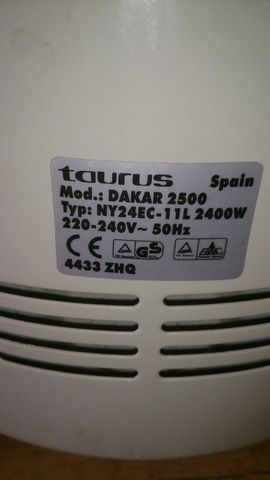 taurus Spain
Mod.: DAKAR 2500
Typ: NY24EC-11L 2400W
220-240V~ 50Hz
CE GS
4433 ZHQ